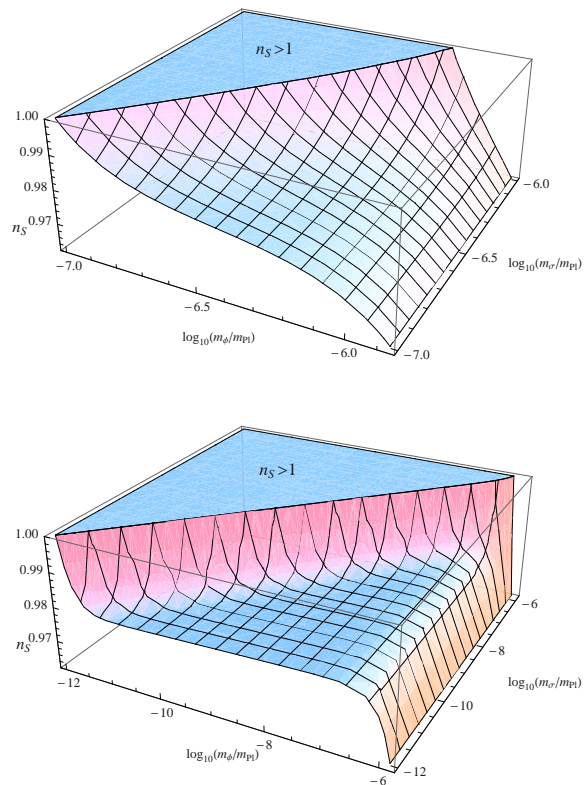 n_S > 1
1.00
0.99
0.98
0.97
n_S
−7.0
−6.5
−6.0
log₁₀(m_ϕ/m_Pl)
−6.0
−6.5
−7.0
log₁₀(m_σ/m_Pl)
n_S > 1
1.00
0.99
0.98
0.97
n_S
−12
−10
−8
−6
log₁₀(m_ϕ/m_Pl)
−6
−8
−10
−12
log₁₀(m_σ/m_Pl)